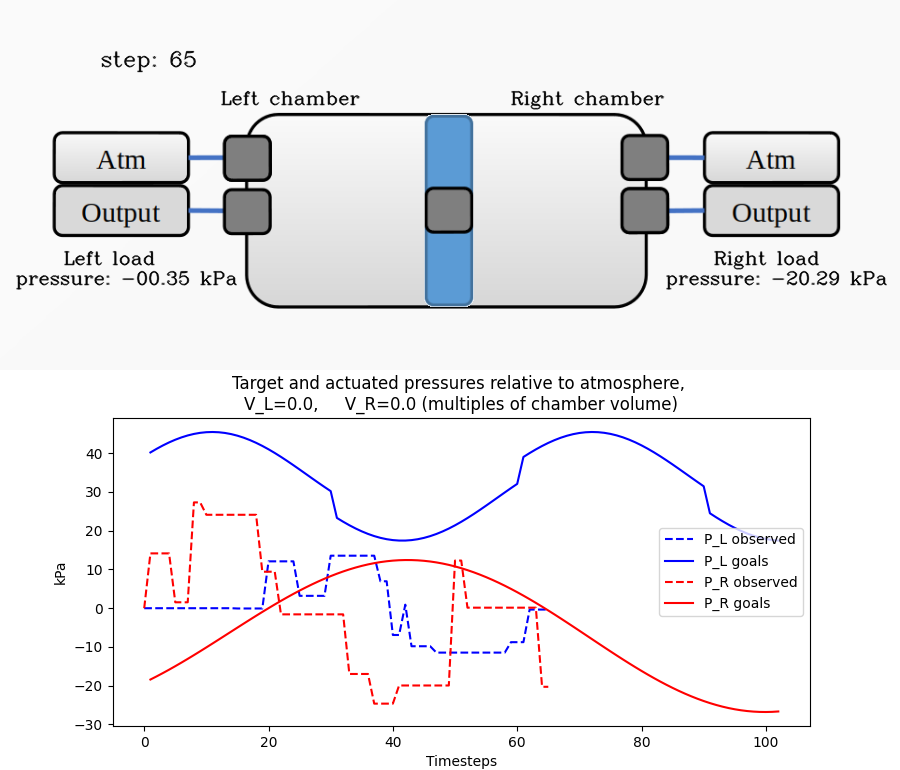 step: 65
Left chamber
Right chamber
Atm
Atm
Output
Output
Left load
pressure: -00.35 kPa
Right load
pressure: -20.29 kPa
Target and actuated pressures relative to atmosphere,
V_L=0.0,     V_R=0.0 (multiples of chamber volume)
kPa
40
30
20
10
0
−10
−20
−30
P_L observed
P_L goals
P_R observed
P_R goals
0 20 40 60 80 100
Timesteps